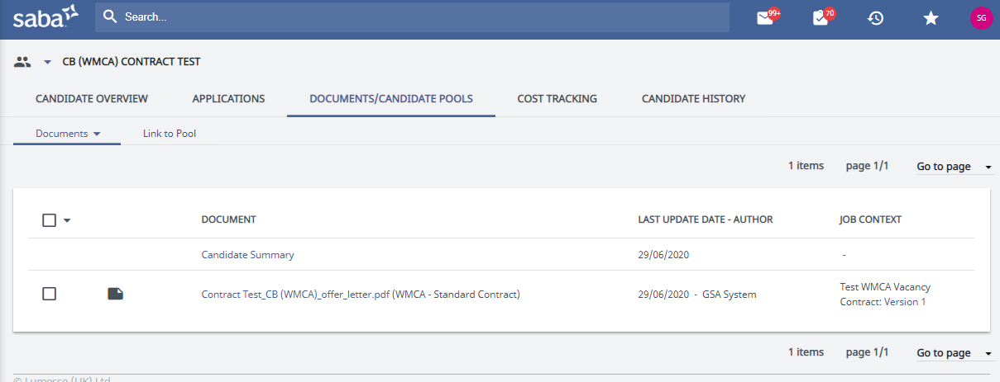 saba
Search...
99+
70
SG
CB (WMCA) CONTRACT TEST
CANDIDATE OVERVIEW APPLICATIONS DOCUMENTS/CANDIDATE POOLS COST TRACKING CANDIDATE HISTORY
Documents Link to Pool
1 items page 1/1 Go to page
DOCUMENT LAST UPDATE DATE - AUTHOR JOB CONTEXT
Candidate Summary 29/06/2020 -
Contract Test_CB (WMCA)_offer_letter.pdf (WMCA - Standard Contract) 29/06/2020 - GSA System Test WMCA Vacancy
Contract: Version 1
1 items page 1/1 Go to page
© Lumesse (UK) Ltd